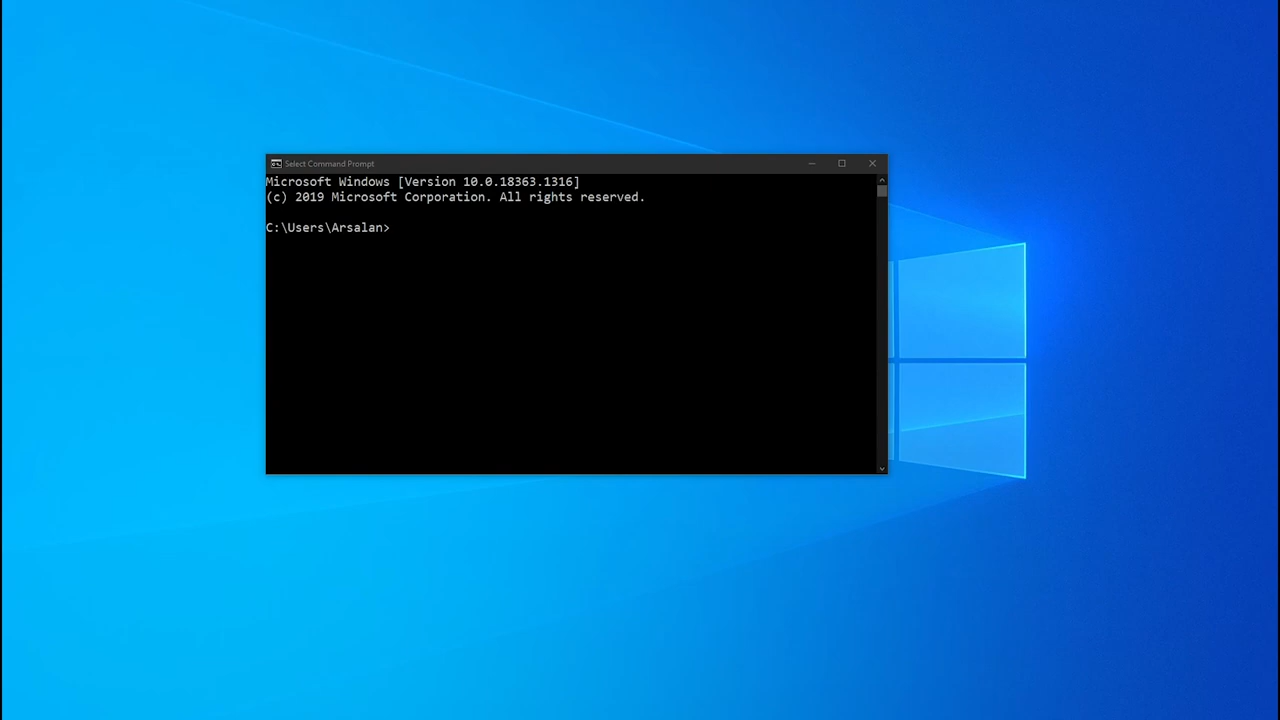 Select Command Prompt
Microsoft Windows [Version 10.0.18363.1316]
(c) 2019 Microsoft Corporation. All rights reserved.
C:\Users\Arsalan>